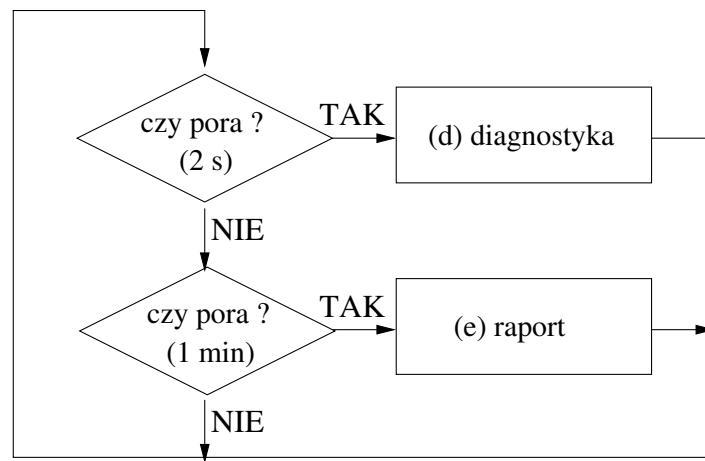 czy pora ?
(2 s)
TAK
(d) diagnostyka
NIE
czy pora ?
(1 min)
TAK
(e) raport
NIE